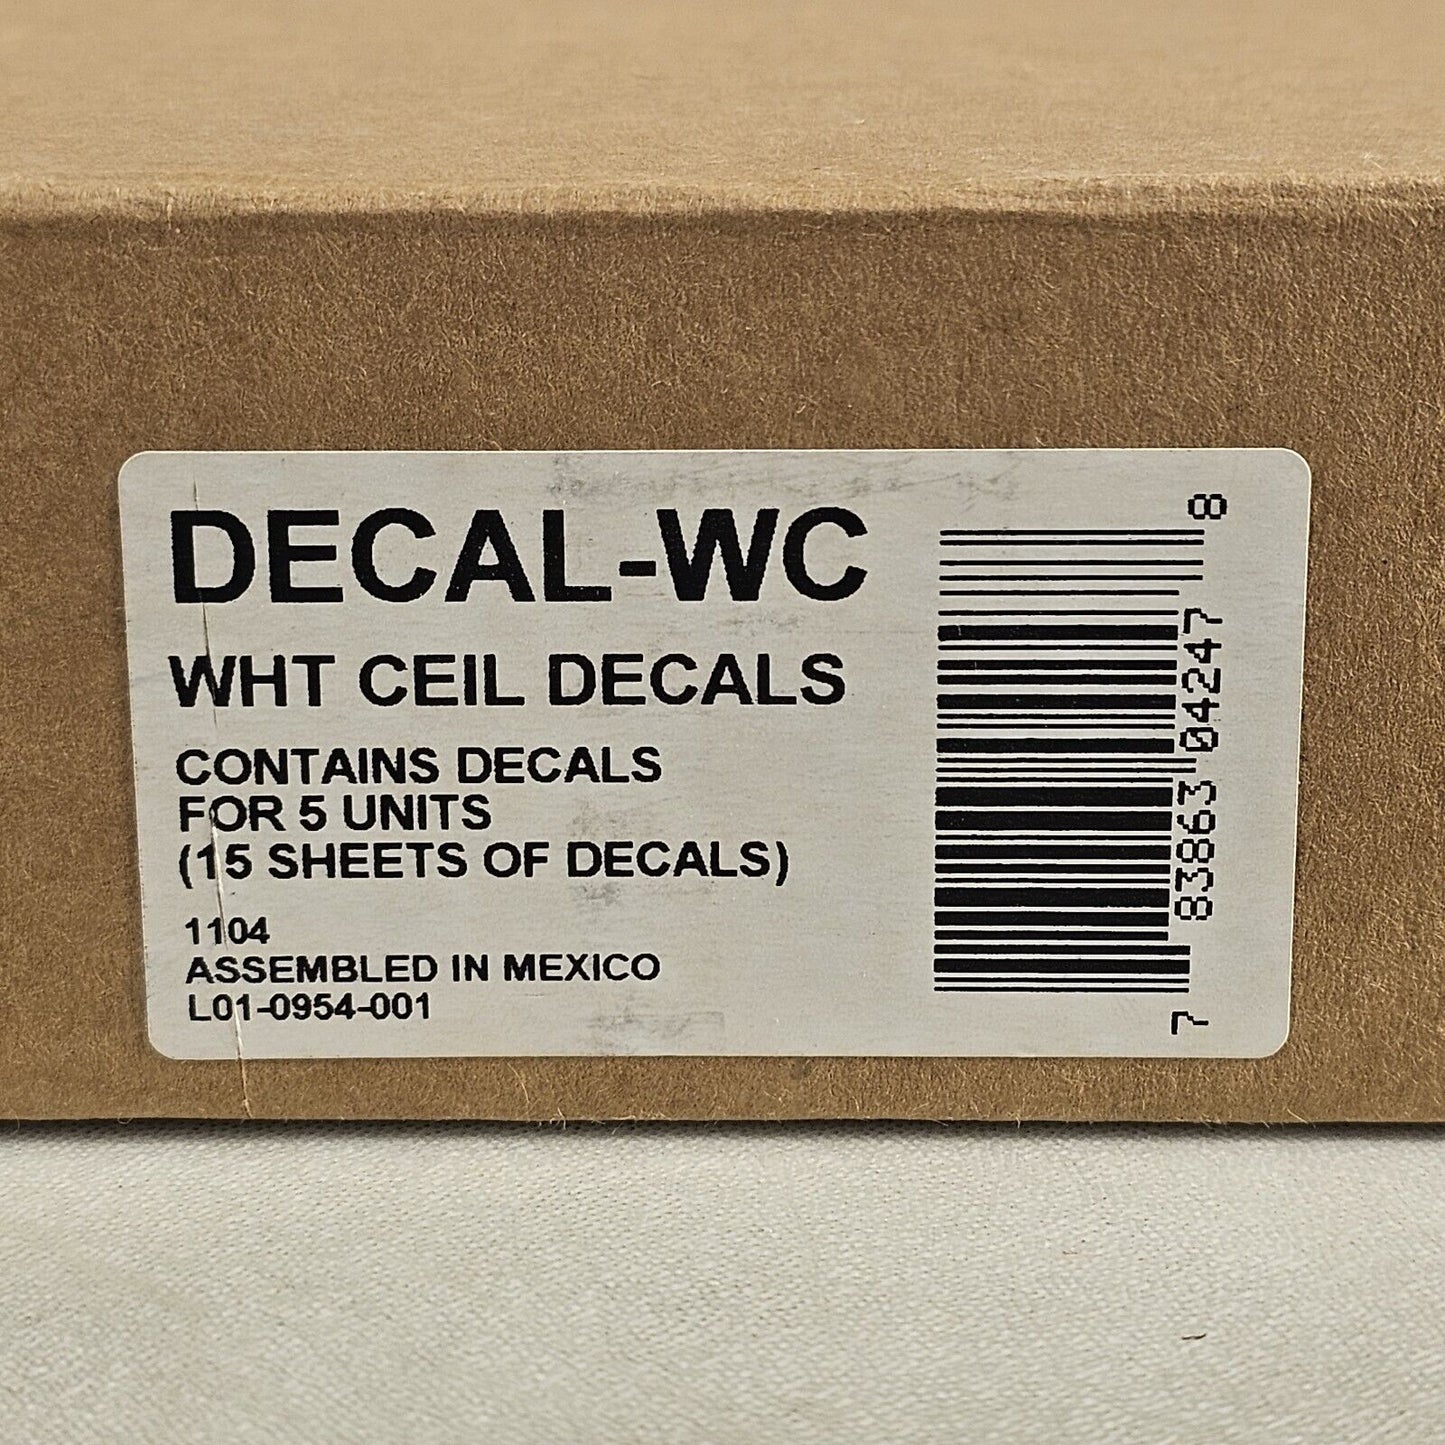 DECAL-WC
WHT CEIL DECALS
CONTAINS DECALS
FOR 5 UNITS
(15 SHEETS OF DECALS)
1104
ASSEMBLED IN MEXICO
L01-0954-001
7 83863 04247 8